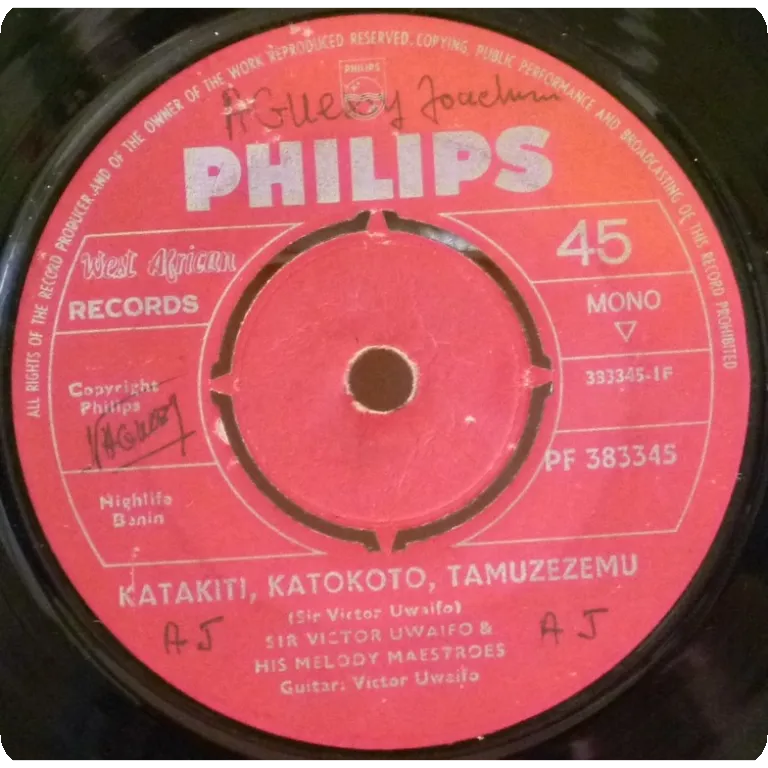 ALL RIGHTS OF THE RECORD PRODUCER AND OF THE OWNER OF THE WORK REPRODUCED RESERVED. COPYING, PUBLIC PERFORMANCE AND BROADCASTING OF THIS RECORD PROHIBITED
PHILIPS
Joachim
PHILIPS
West African
RECORDS
45
MONO
Copyright
Philips
383345-1F
PF 383345
Highlife
Benin
KATAKITI, KATOKOTO, TAMUZEZEMU
(Sir Victor Uwaifo)
AJ
SIR VICTOR UWAIFO &
AJ
HIS MELODY MAESTROES
Guitar: Victor Uwaifo